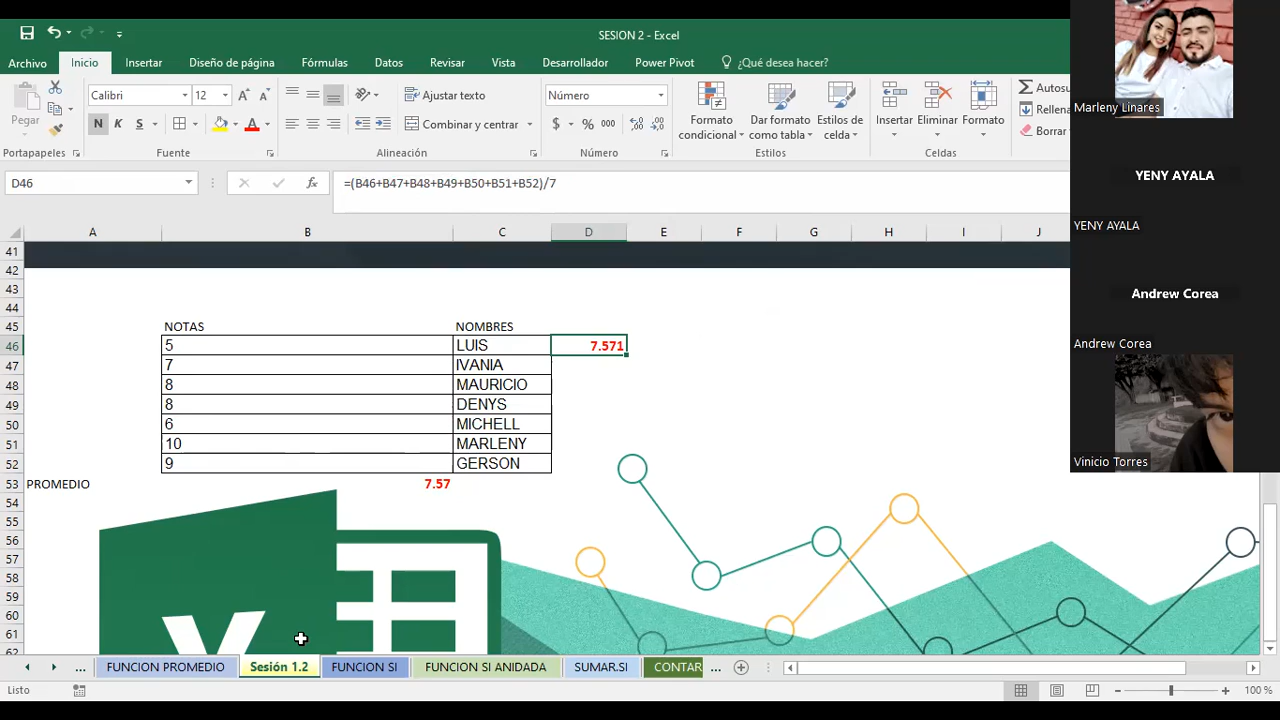 SESION 2 - Excel
Archivo Inicio Insertar Diseño de página Fórmulas Datos Revisar Vista Desarrollador Power Pivot ¿Qué desea hacer?
Pegar
Calibri 12
N K S
Ajustar texto
Combinar y centrar
Número
$ % 000
Formato condicional
Dar formato como tabla
Estilos de celda
Insertar Eliminar Formato
Autosu
Rellena
Borrar
Portapapeles Fuente Alineación Número Estilos Celdas
D46 fx =(B46+B47+B48+B49+B50+B51+B52)/7
A B C D E F G H I J
41
42
43
44
45 NOTAS NOMBRES
46 5 LUIS 7.571
47 7 IVANIA
48 8 MAURICIO
49 8 DENYS
50 6 MICHELL
51 10 MARLENY
52 9 GERSON
53 PROMEDIO 7.57
54
55
56
57
58
59
60
61
62
... FUNCION PROMEDIO Sesión 1.2 FUNCION SI FUNCION SI ANIDADA SUMAR.SI CONTAR ...
Listo 100 %
Marleny Linares
YENY AYALA
YENY AYALA
Andrew Corea
Andrew Corea
Vinicio Torres